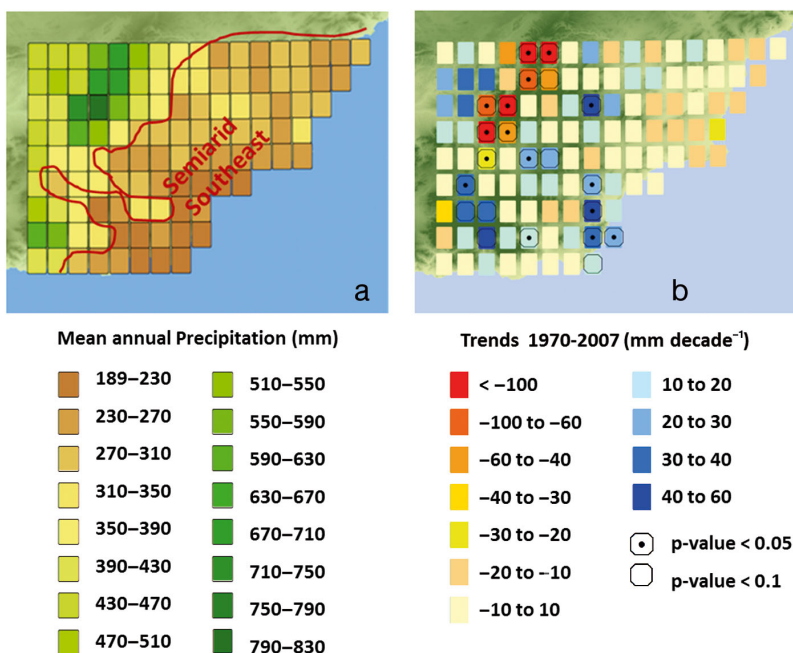 Semiarid
Southeast
a
b
Mean annual Precipitation (mm)
189–230
230–270
270–310
310–350
350–390
390–430
430–470
470–510
510–550
550–590
590–630
630–670
670–710
710–750
750–790
790–830
Trends 1970-2007 (mm decade⁻¹)
< –100
–100 to –60
–60 to –40
–40 to –30
–30 to –20
–20 to –10
–10 to 10
10 to 20
20 to 30
30 to 40
40 to 60
p-value < 0.05
p-value < 0.1